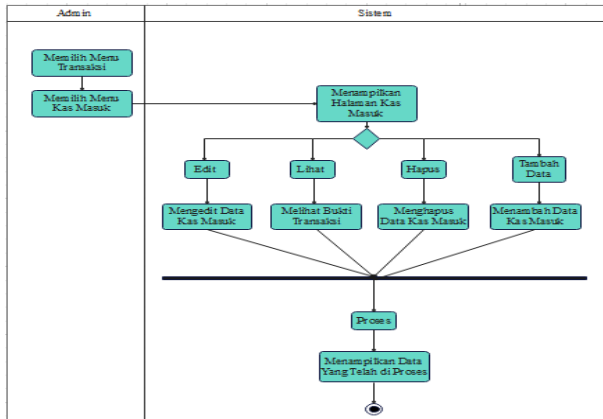 Admin
Sistem
Memilih Menu
Transaksi
Memilih Menu
Kas Masuk
Menampilkan
Halaman Kas
Masuk
Edit
Lihat
Hapus
Tambah
Data
Mengedit Data
Kas Masuk
Melihat Bukti
Transaksi
Menghapus
Data Kas Masuk
Menambah Data
Kas Masuk
Proses
Menampilkan Data
Yang Telah di Proses